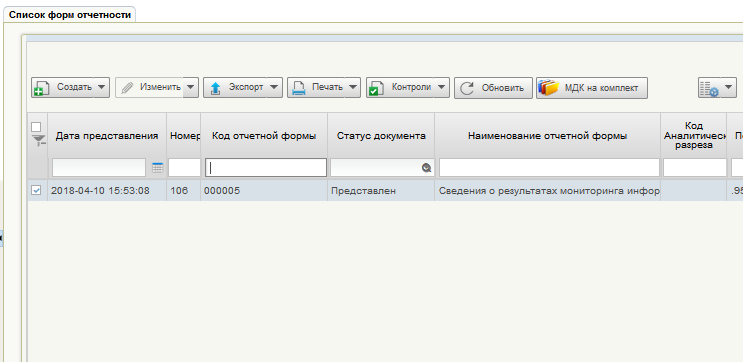 Список форм отчетности
Создать Изменить Экспорт Печать Контроли Обновить МДК на комплект
Дата представления Номер Код отчетной формы Статус документа Наименование отчетной формы Код Аналитическ разреза По
2018-04-10 15:53:08 106 000005 Представлен Сведения о результатах мониторинга инфор .95